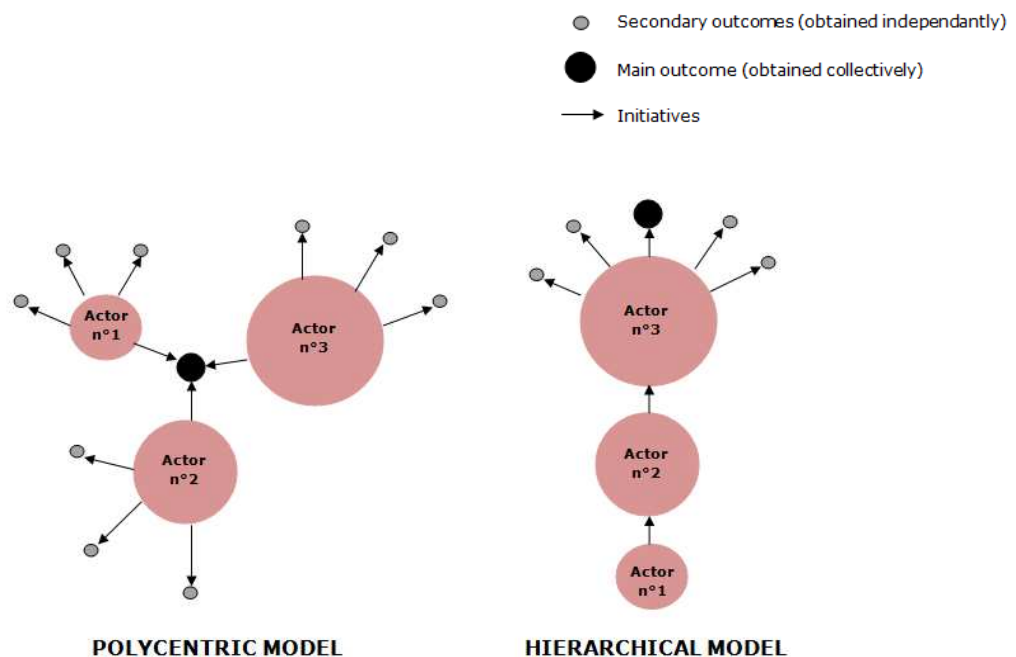 Secondary outcomes (obtained independantly)
Main outcome (obtained collectively)
Initiatives
Actor
n°1
Actor
n°3
Actor
n°2
POLYCENTRIC MODEL
Actor
n°3
Actor
n°2
Actor
n°1
HIERARCHICAL MODEL